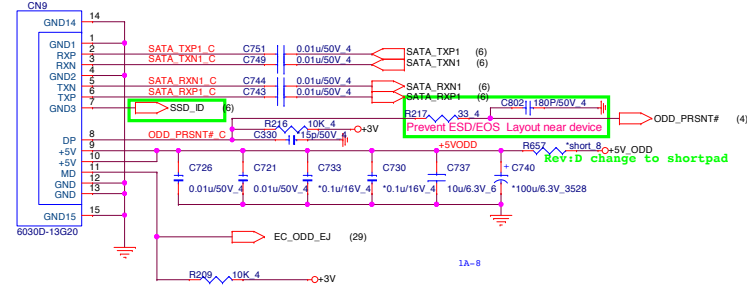 CN9
GND14 14
GND1 1
RXP 2 SATA_TXP1_C C751 0.01u/50V_4 SATA_TXP1 (6)
RXN 3 SATA_TXN1_C C749 0.01u/50V_4 SATA_TXN1 (6)
GND2 4
TXN 5 SATA_RXN1_C C744 0.01u/50V_4 SATA_RXN1 (6)
TXP 6 SATA_RXP1_C C743 0.01u/50V_4 SATA_RXP1 (6)
GND3 7 SSD_ID (6)
C802 180P/50V_4
R217 33_4 ODD_PRSNT# (4)
Prevent ESD/EOS Layout near device
R216 10K_4 +3V
DP 8 ODD_PRSNT#_C C330 *15p/50V_4
+5V 9 +5VODD R657 *short_8 +5V_ODD
Rev:D change to shortpad
+5V 10
MD 11
GND 12
GND 13
GND15 15
6030D-13G20
C726 C721 C733 C730 C737 + C740
0.01u/50V_4 0.01u/50V_4 *0.1u/16V_4 *0.1u/16V_4 10u/6.3V_6 *100u/6.3V_3528
EC_ODD_EJ (29)
1A-8
R209 10K_4 +3V